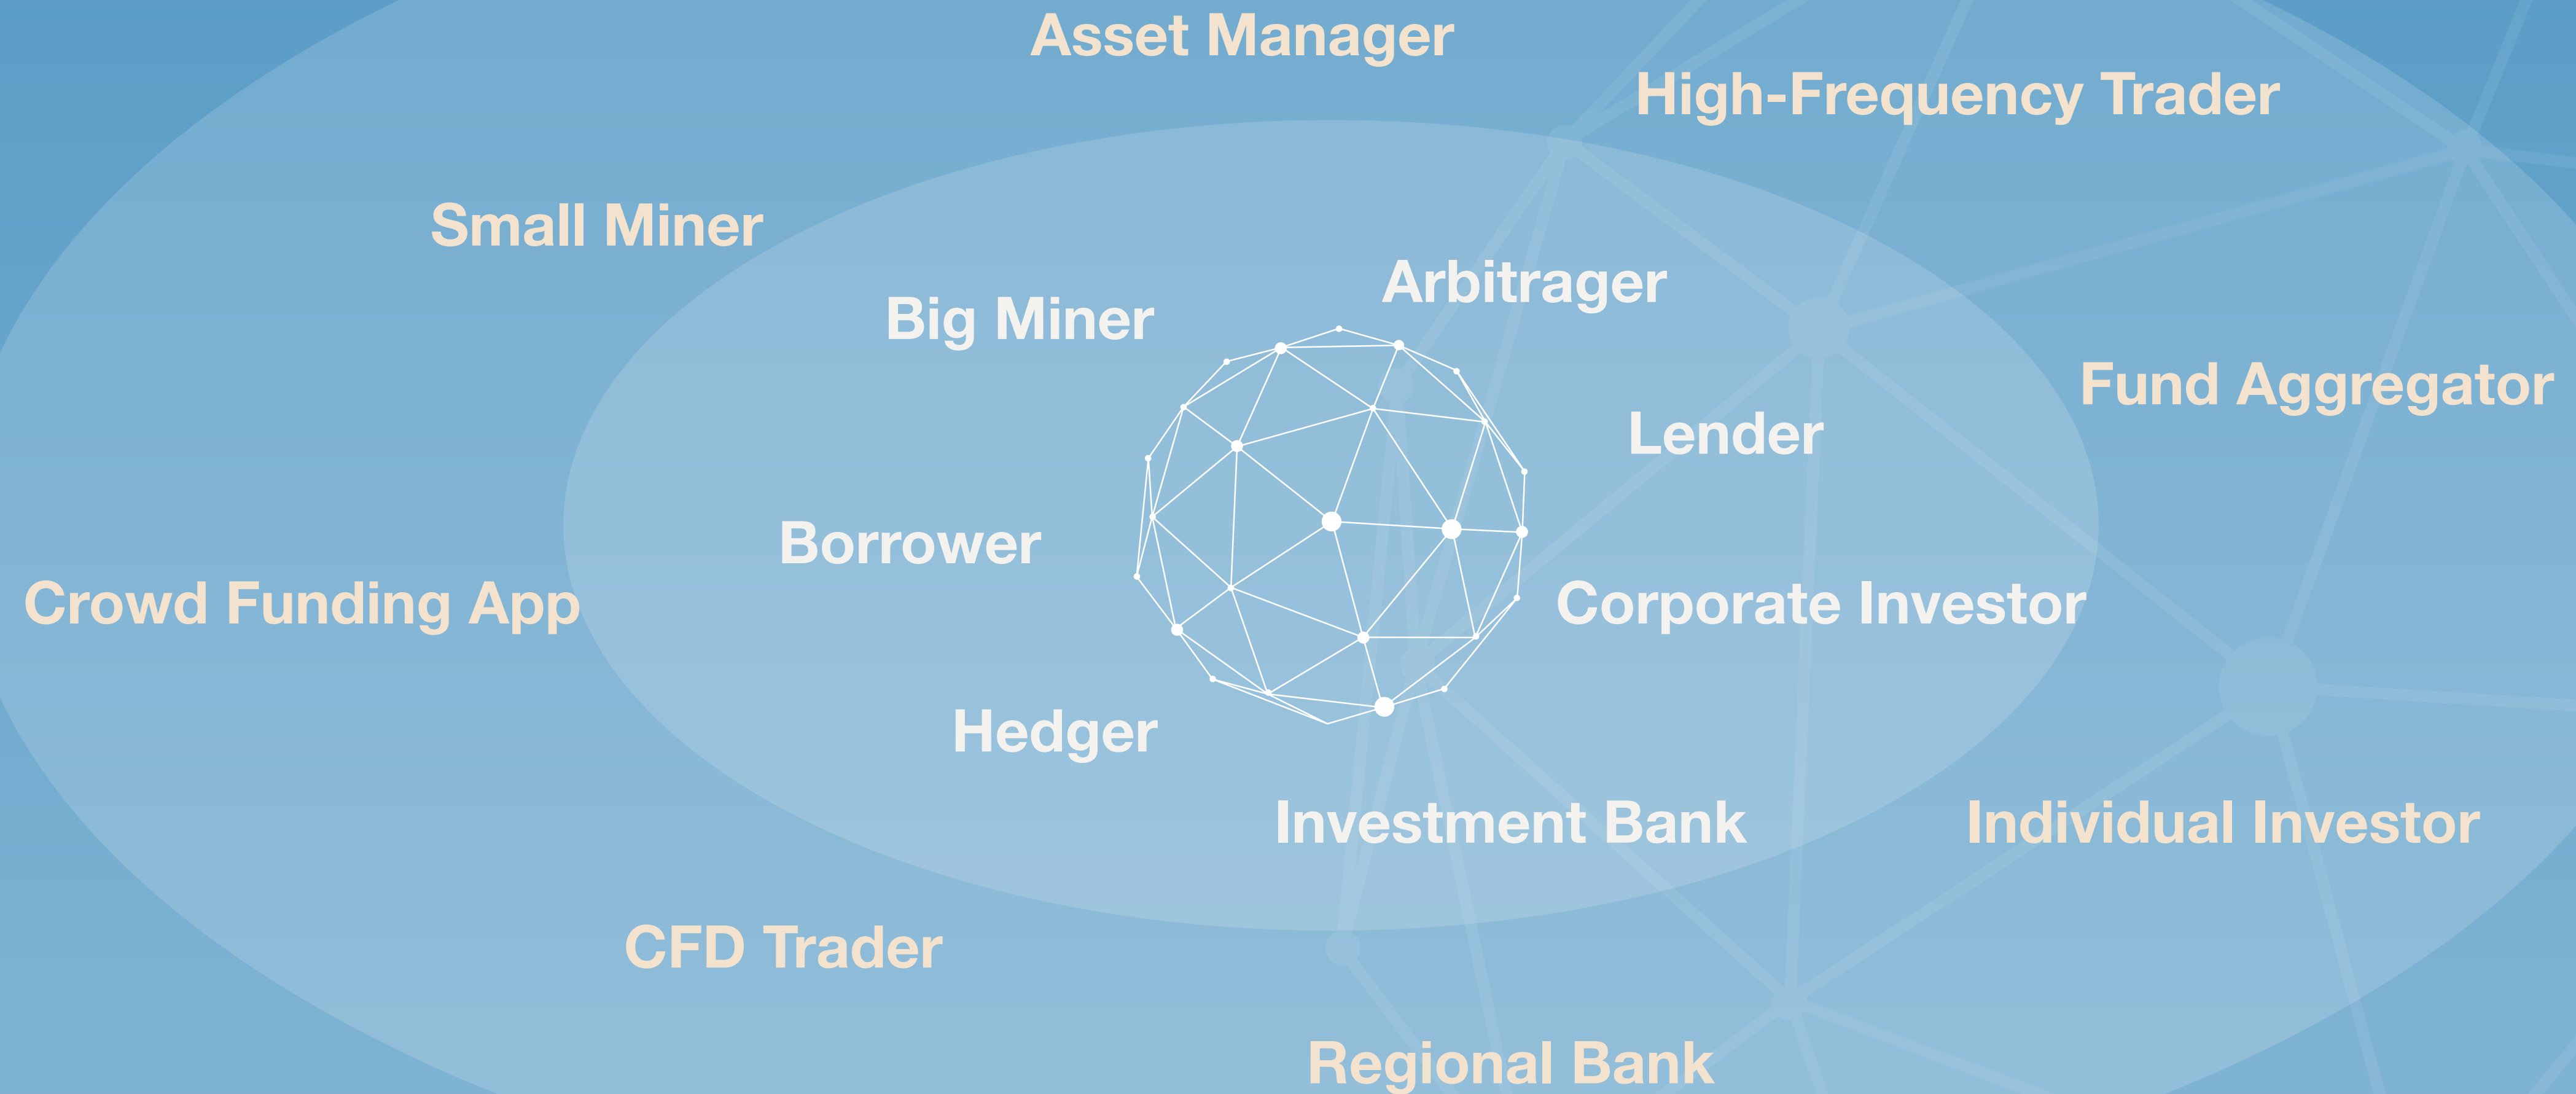 Asset Manager
High-Frequency Trader
Small Miner
Arbitrager
Big Miner
Fund Aggregator
Lender
Borrower
Crowd Funding App
Corporate Investor
Hedger
Investment Bank
Individual Investor
CFD Trader
Regional Bank